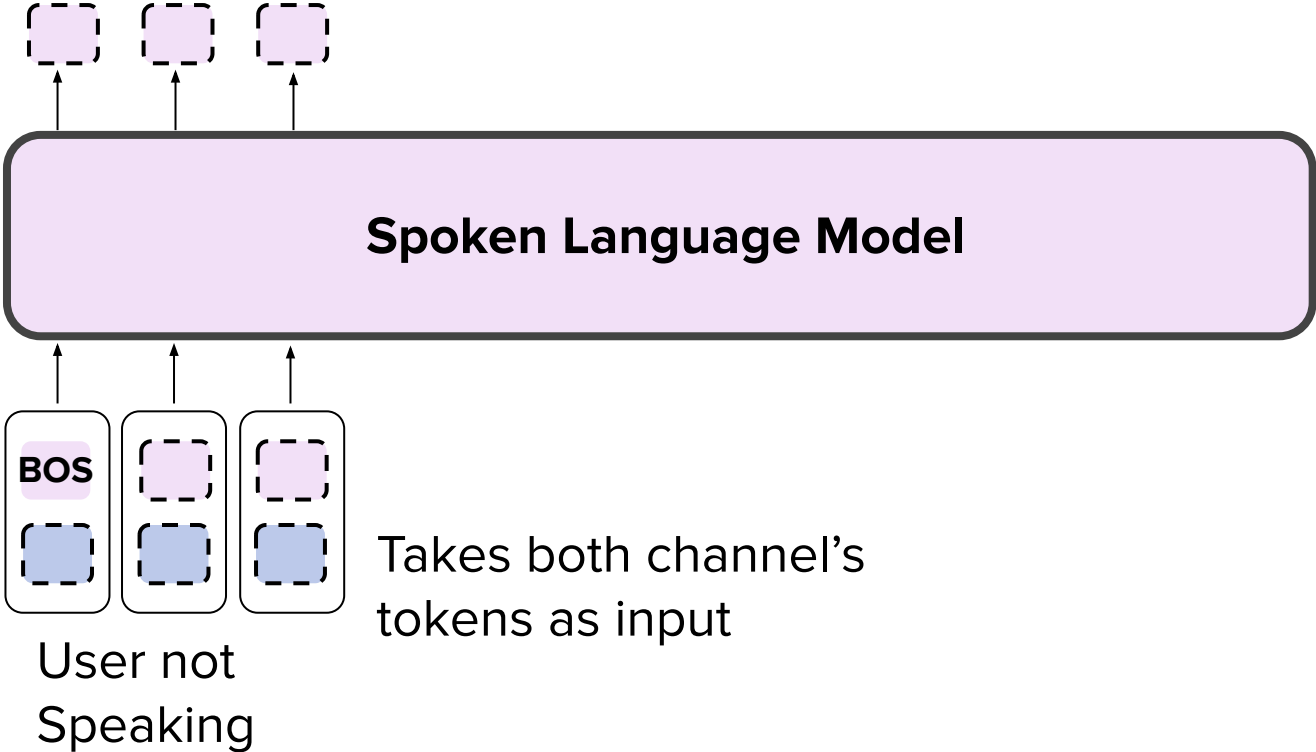 Spoken Language Model
BOS
Takes both channel’s
tokens as input
User not
Speaking